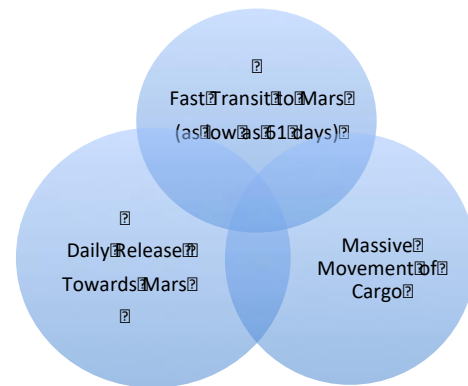 Fast Transit to Mars
(as low as 61 days)
Daily Release
Towards Mars
Massive
Movement of
Cargo